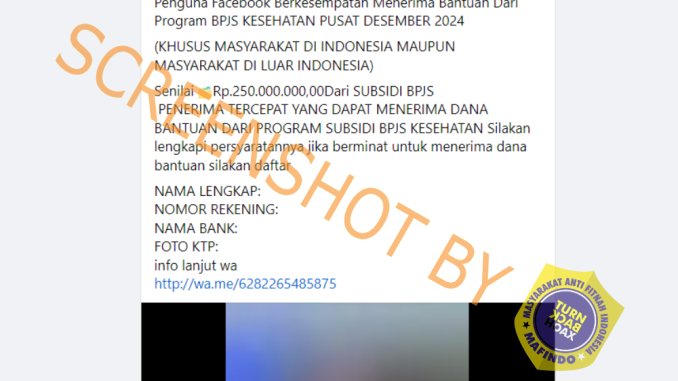 Penguna Facebook Berkesempatan Menerima Bantuan Dari
Program BPJS KESEHATAN PUSAT DESEMBER 2024
(KHUSUS MASYARAKAT DI INDONESIA MAUPUN
MASYARAKAT DI LUAR INDONESIA)
Senilai Rp.250.000.000,00Dari SUBSIDI BPJS
PENERIMA TERCEPAT YANG DAPAT MENERIMA DANA
BANTUAN DARI PROGRAM SUBSIDI BPJS KESEHATAN Silakan
lengkapi persyaratannya jika berminat untuk menerima dana
bantuan silakan daftar
NAMA LENGKAP:
NOMOR REKENING:
NAMA BANK:
FOTO KTP:
info lanjut wa
http://wa.me/6282265485875
SCREENSHOT BY
MASYARAKAT ANTI FITNAH INDONESIA
TURN
BACK
HOAX
MAFINDO